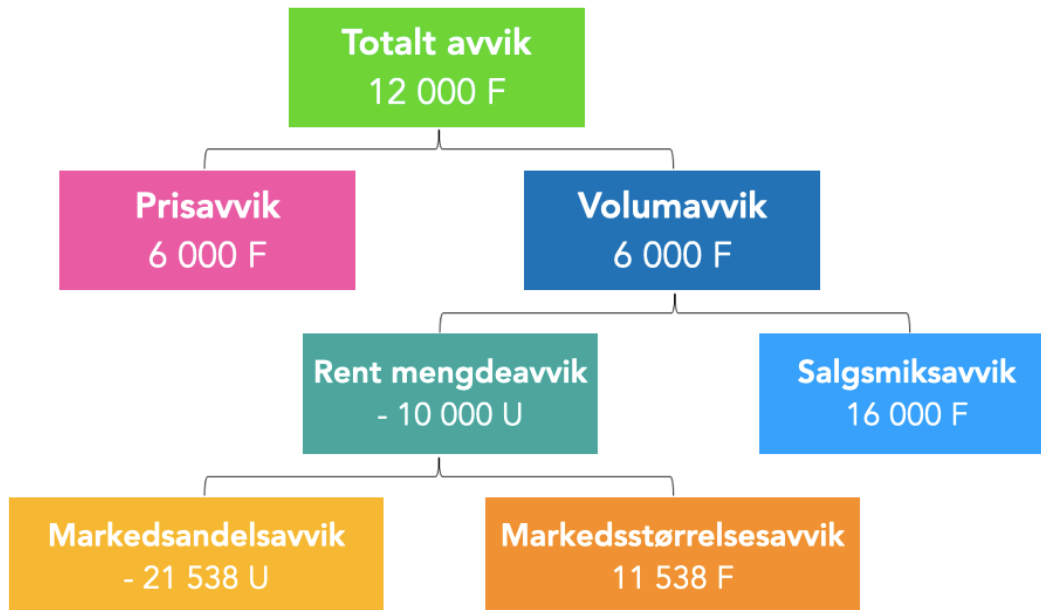 Totalt avvik
12 000 F
Prisavvik
6 000 F
Volumavvik
6 000 F
Rent mengdeavvik
- 10 000 U
Salgsmiksavvik
16 000 F
Markedsandelsavvik
- 21 538 U
Markedsstørrelsesavvik
11 538 F